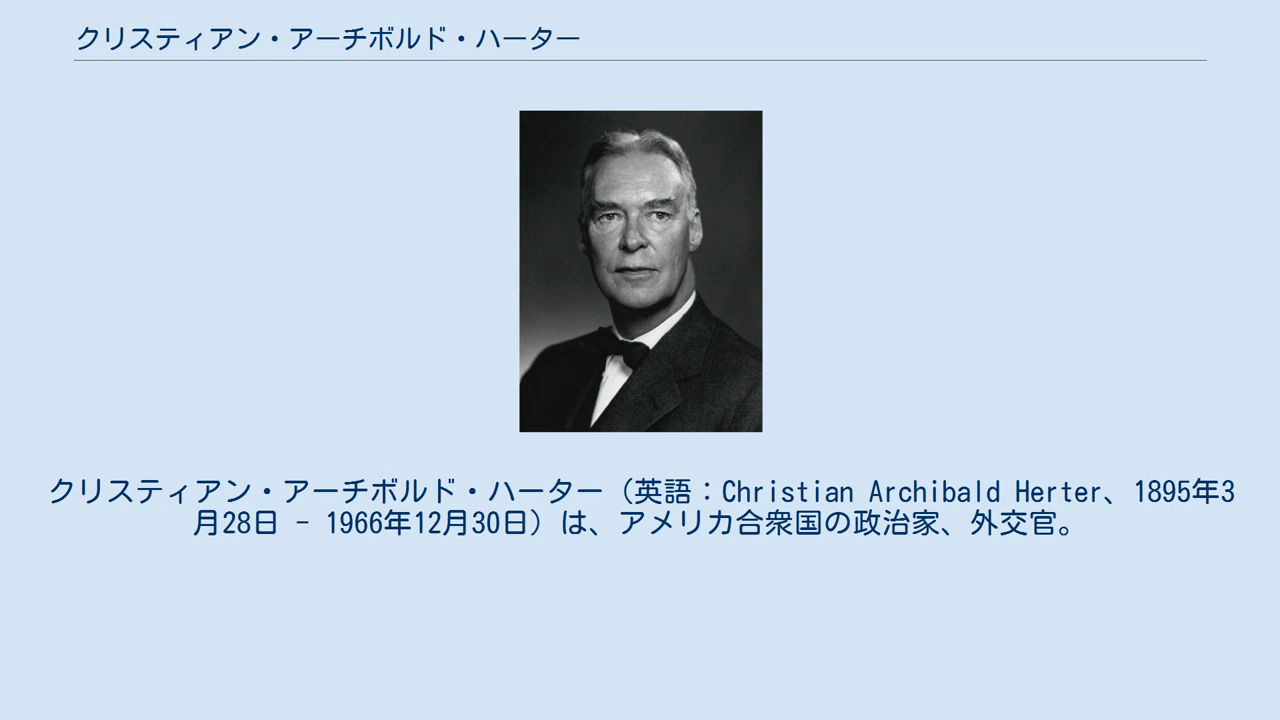 クリスティアン・アーチボルド・ハーター
クリスティアン・アーチボルド・ハーター（英語：Christian Archibald Herter、1895年3
月28日 - 1966年12月30日）は、アメリカ合衆国の政治家、外交官。